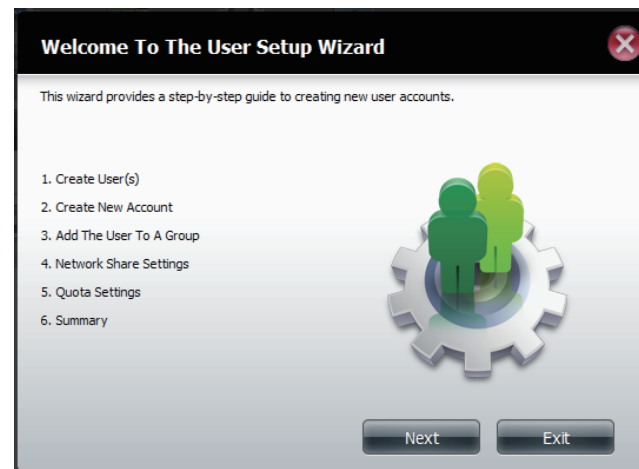 Welcome To The User Setup Wizard
This wizard provides a step-by-step guide to creating new user accounts.
1. Create User(s)
2. Create New Account
3. Add The User To A Group
4. Network Share Settings
5. Quota Settings
6. Summary
Next
Exit